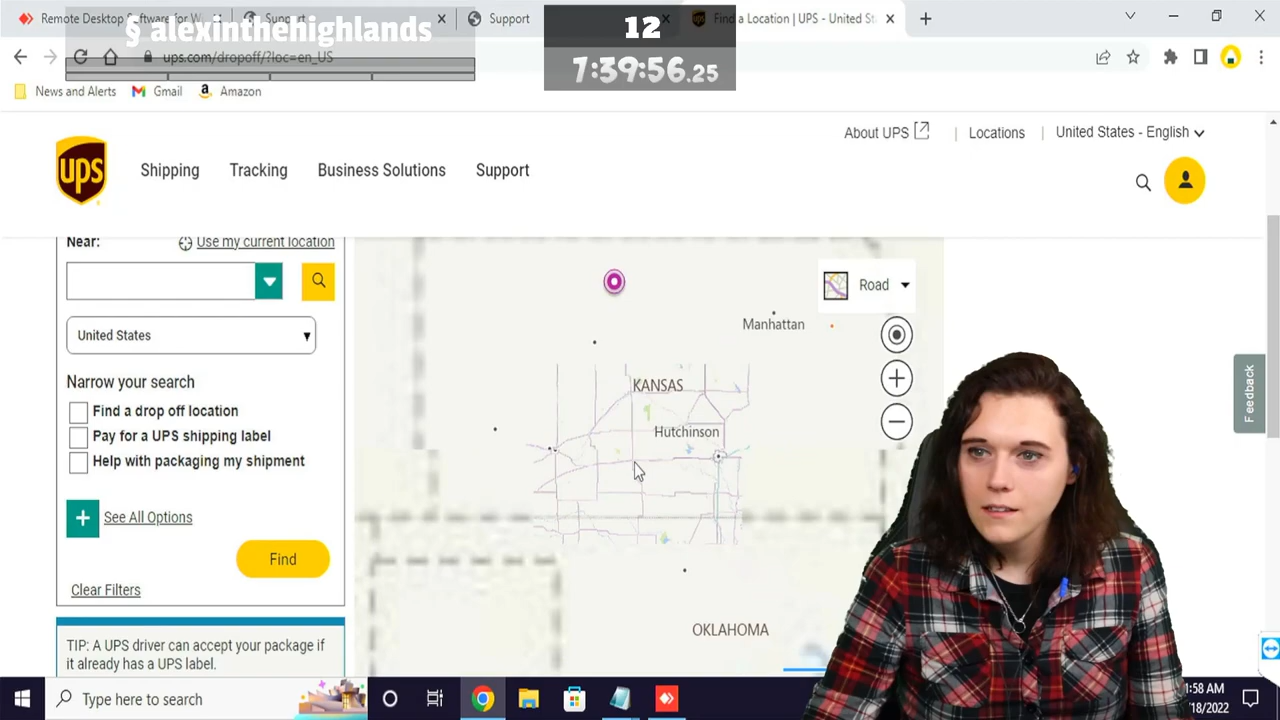 Remote Desktop Software for W
Support
Support
Find a Location | UPS - United St
§ alexinthehighlands
12
7:39:56.25
ups.com/dropoff/?loc=en_US
News and Alerts
Gmail
Amazon
About UPS
Locations
United States - English
ups
Shipping
Tracking
Business Solutions
Support
Near:
Use my current location
United States
Narrow your search
Find a drop off location
Pay for a UPS shipping label
Help with packaging my shipment
See All Options
Find
Clear Filters
TIP: A UPS driver can accept your package if
it already has a UPS label.
Road
Manhattan
KANSAS
Hutchinson
OKLAHOMA
Feedback
Type here to search
1:58 AM
/18/2022